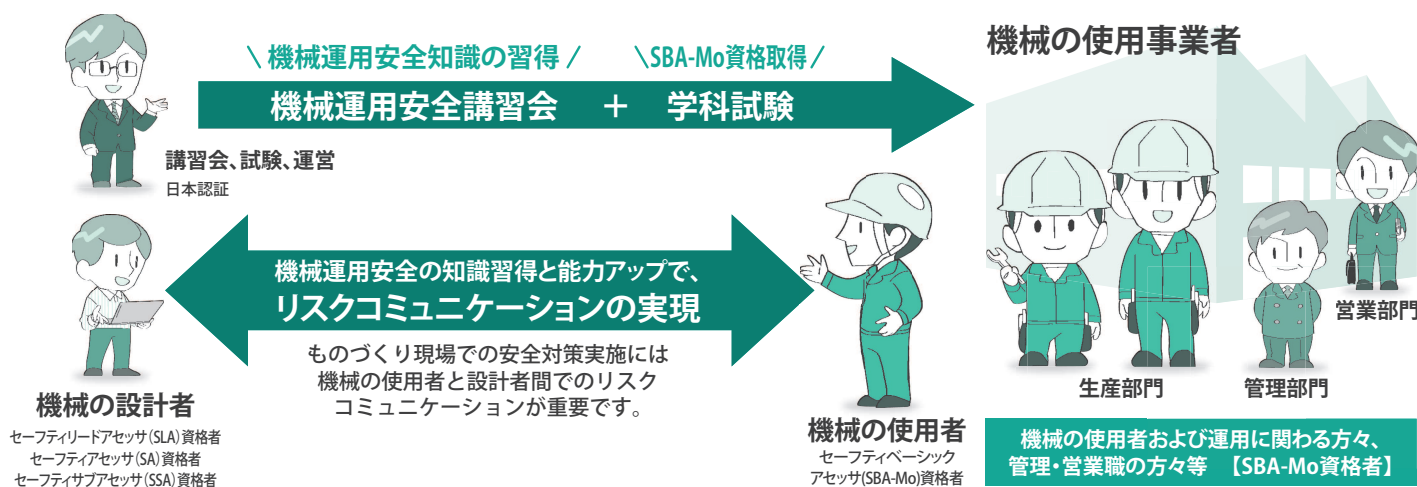 \ 機械運用安全知識の習得 /
\ SBA-Mo資格取得 /
機械運用安全講習会 ＋ 学科試験
講習会、試験、運営
日本認証
機械の使用事業者
機械運用安全の知識習得と能力アップで、
リスクコミュニケーションの実現
ものづくり現場での安全対策実施には
機械の使用者と設計者間でのリスク
コミュニケーションが重要です。
機械の設計者
セーフティリードアセッサ（SLA）資格者
セーフティアセッサ（SA）資格者
セーフティサブアセッサ（SSA）資格者
機械の使用者
セーフティベーシック
アセッサ(SBA-Mo)資格者
生産部門
管理部門
営業部門
機械の使用者および運用に関わる方々、
管理・営業職の方々等 【SBA-Mo資格者】